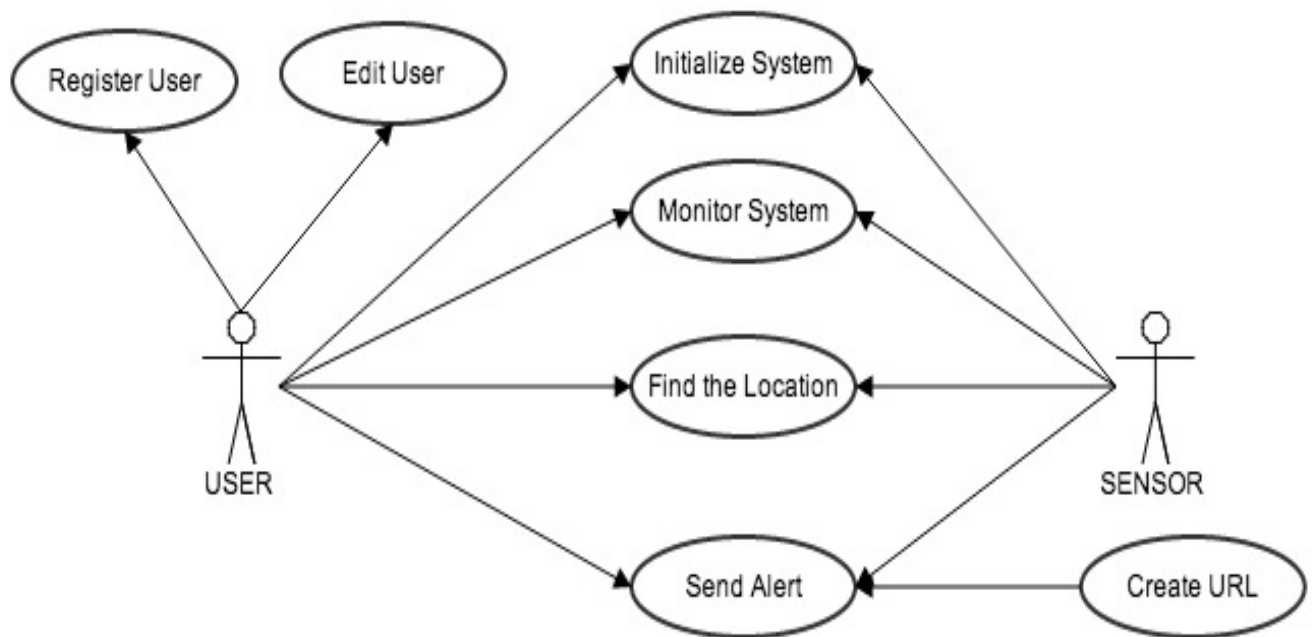 Register User
Edit User
Initialize System
Monitor System
Find the Location
USER
SENSOR
Send Alert
Create URL